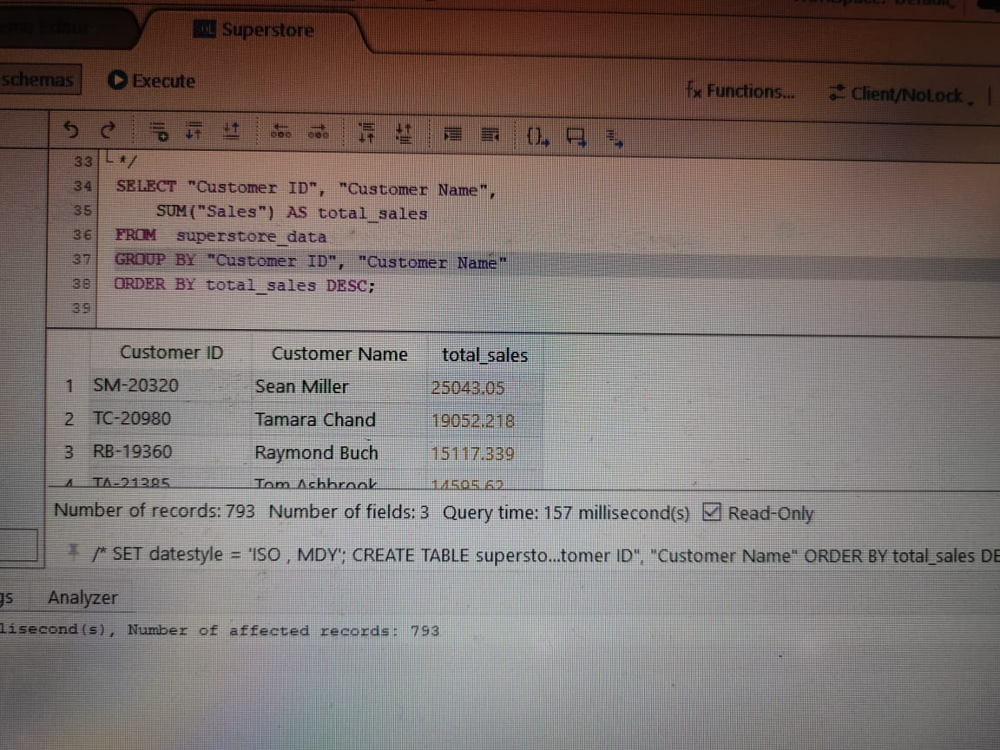 Superstore
schemas Execute Functions... Client/NoLock
33 */
34 SELECT "Customer ID", "Customer Name",
35 SUM("Sales") AS total_sales
36 FROM superstore_data
37 GROUP BY "Customer ID", "Customer Name"
38 ORDER BY total_sales DESC;
39
Customer ID Customer Name total_sales
1 SM-20320 Sean Miller 25043.05
2 TC-20980 Tamara Chand 19052.218
3 RB-19360 Raymond Buch 15117.339
4 TA-21385 Tom Ashbrook 14595.62
Number of records: 793 Number of fields: 3 Query time: 157 millisecond(s) Read-Only
/* SET datestyle = 'ISO , MDY'; CREATE TABLE supersto...tomer ID", "Customer Name" ORDER BY total_sales DE
gs Analyzer
lisecond(s), Number of affected records: 793